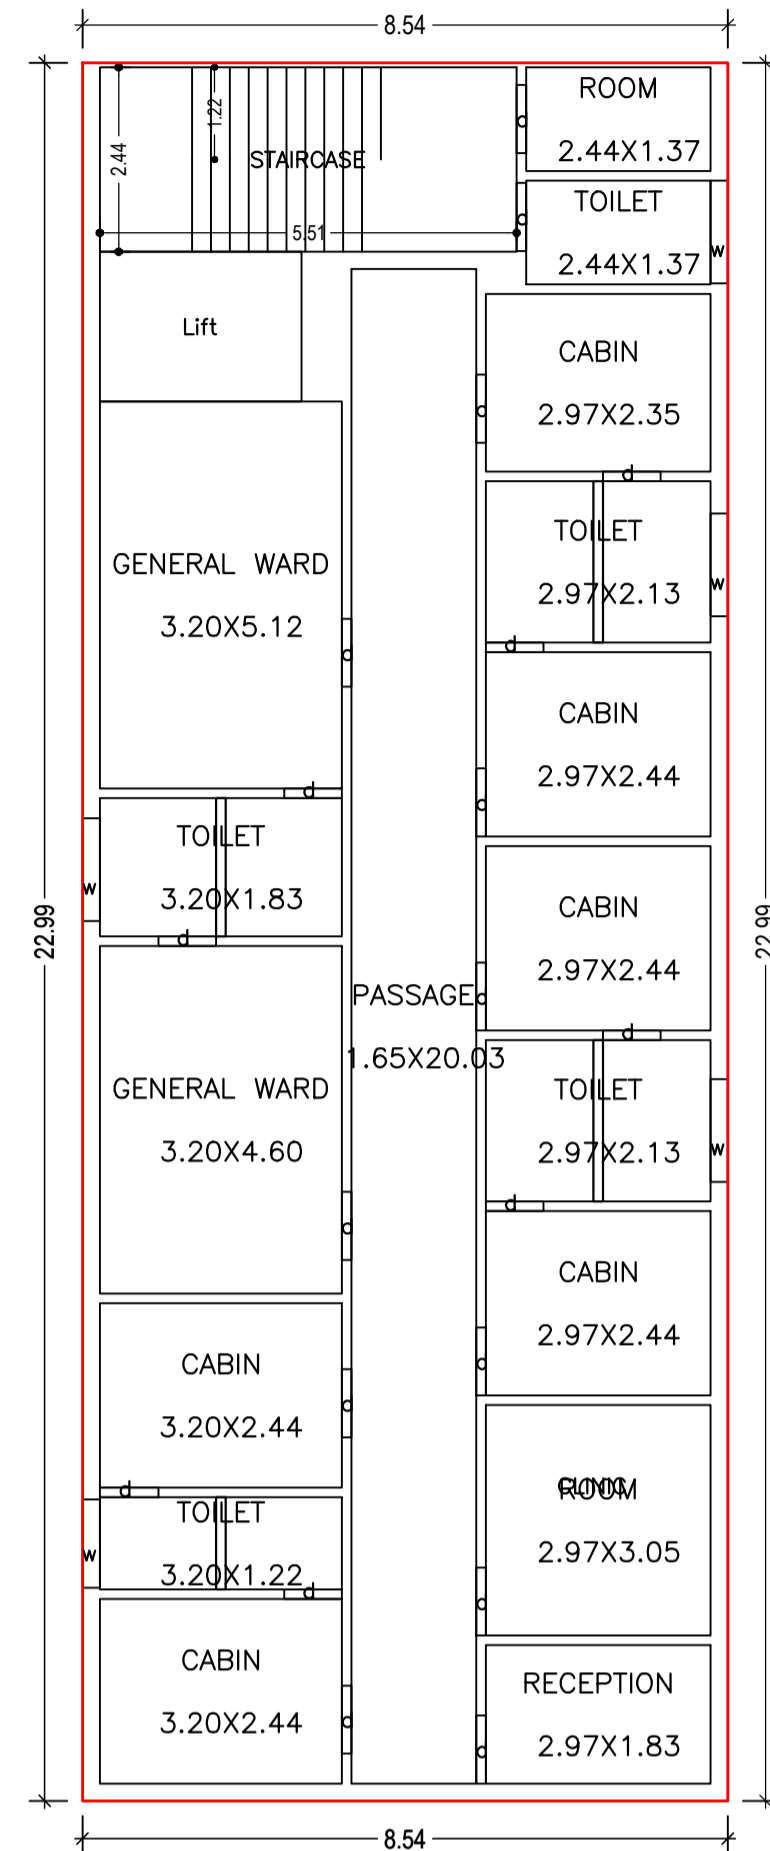 8.54
ROOM
2.44X1.37
1.22
2.44
STAIRCASE
d
TOILET
2.44X1.37
d
5.51
w
Lift
CABIN
2.97X2.35
d
d
TOILET
2.97X2.13
w
d
GENERAL WARD
3.20X5.12
d
CABIN
2.97X2.44
d
d
TOILET
3.20X1.83
w
d
22.99
22.99
CABIN
2.97X2.44
d
PASSAGE
1.65X20.03
d
TOILET
2.97X2.13
w
d
GENERAL WARD
3.20X4.60
d
CABIN
2.97X2.44
d
CABIN
3.20X2.44
d
d
TOILET
3.20X1.22
w
d
CLINIC
ROOM
2.97X3.05
d
CABIN
3.20X2.44
d
RECEPTION
2.97X1.83
d
8.54